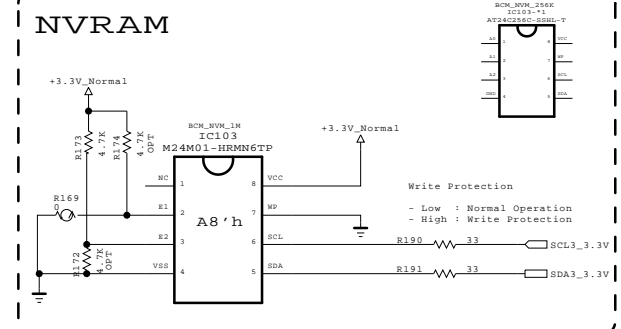 NVRAM
BCM_NVM_256K
IC103-*1
AT24C256C-SSHL-T
A0 1 8 VCC
A1 2 7 WP
A2 3 6 SCL
GND 4 5 SDA
+3.3V_Normal
R173
4.7K
R174
4.7K
OPT
BCM_NVM_1M
IC103
M24M01-HRMN6TP
+3.3V_Normal
NC 1 8 VCC
E1 2 7 WP
E2 3 6 SCL
VSS 4 5 SDA
A8'h
R169
0
R172
4.7K
OPT
Write Protection
- Low : Normal Operation
- High : Write Protection
R190 33 SCL3_3.3V
R191 33 SDA3_3.3V